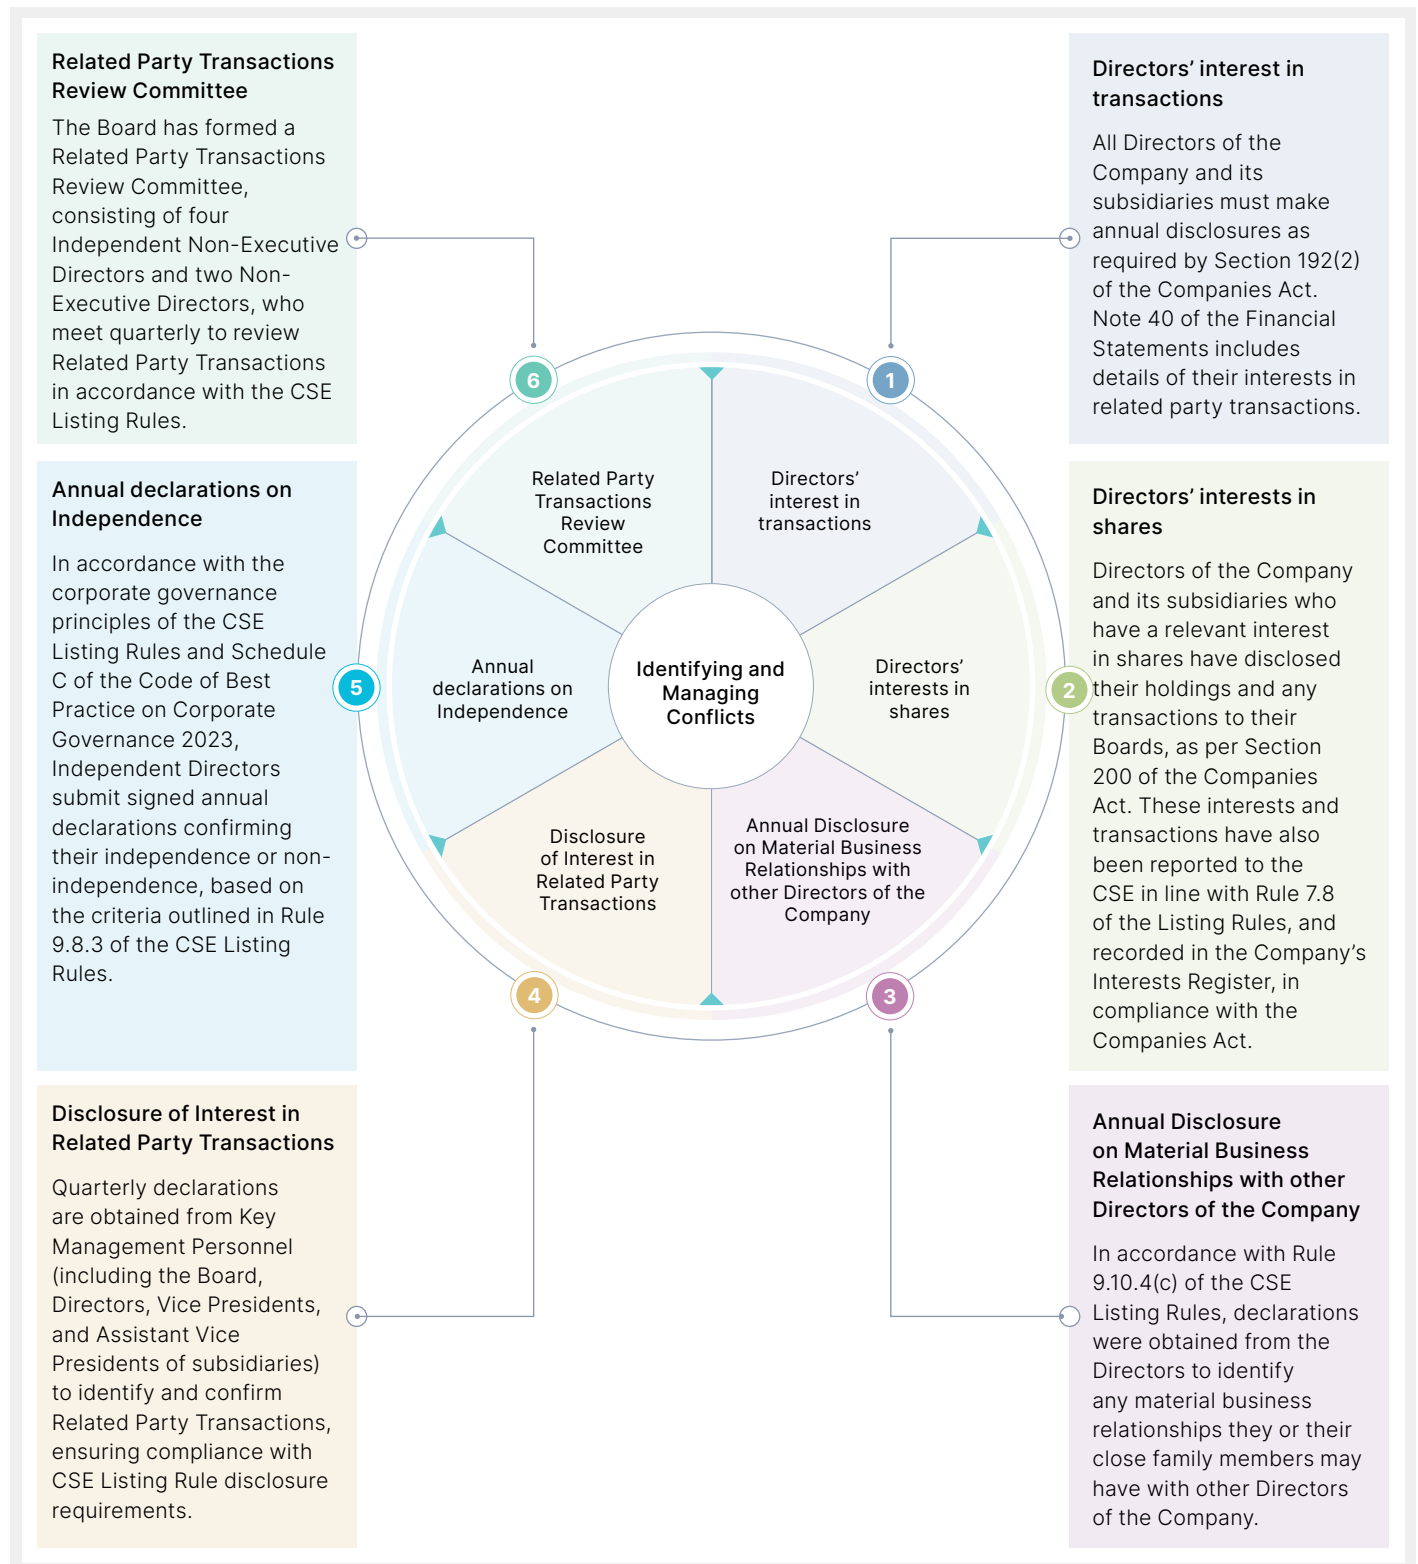 Related Party Transactions
Review Committee
The Board has formed a
Related Party Transactions
Review Committee,
consisting of four
Independent Non-Executive
Directors and two Non-
Executive Directors, who
meet quarterly to review
Related Party Transactions
in accordance with the CSE
Listing Rules.
Annual declarations on
Independence
In accordance with the
corporate governance
principles of the CSE
Listing Rules and Schedule
C of the Code of Best
Practice on Corporate
Governance 2023,
Independent Directors
submit signed annual
declarations confirming
their independence or non-
independence, based on
the criteria outlined in Rule
9.8.3 of the CSE Listing
Rules.
Disclosure of Interest in
Related Party Transactions
Quarterly declarations
are obtained from Key
Management Personnel
(including the Board,
Directors, Vice Presidents,
and Assistant Vice
Presidents of subsidiaries)
to identify and confirm
Related Party Transactions,
ensuring compliance with
CSE Listing Rule disclosure
requirements.
6
1
5
2
4
3
Related Party
Transactions
Review
Committee
Directors’
interest in
transactions
Annual
declarations on
Independence
Identifying and
Managing
Conflicts
Directors’
interests in
shares
Disclosure
of Interest in
Related Party
Transactions
Annual Disclosure
on Material Business
Relationships with
other Directors of the
Company
Directors’ interest in
transactions
All Directors of the
Company and its
subsidiaries must make
annual disclosures as
required by Section 192(2)
of the Companies Act.
Note 40 of the Financial
Statements includes
details of their interests in
related party transactions.
Directors’ interests in
shares
Directors of the Company
and its subsidiaries who
have a relevant interest
in shares have disclosed
their holdings and any
transactions to their
Boards, as per Section
200 of the Companies
Act. These interests and
transactions have also
been reported to the
CSE in line with Rule 7.8
of the Listing Rules, and
recorded in the Company’s
Interests Register, in
compliance with the
Companies Act.
Annual Disclosure
on Material Business
Relationships with other
Directors of the Company
In accordance with Rule
9.10.4(c) of the CSE
Listing Rules, declarations
were obtained from the
Directors to identify
any material business
relationships they or their
close family members may
have with other Directors
of the Company.